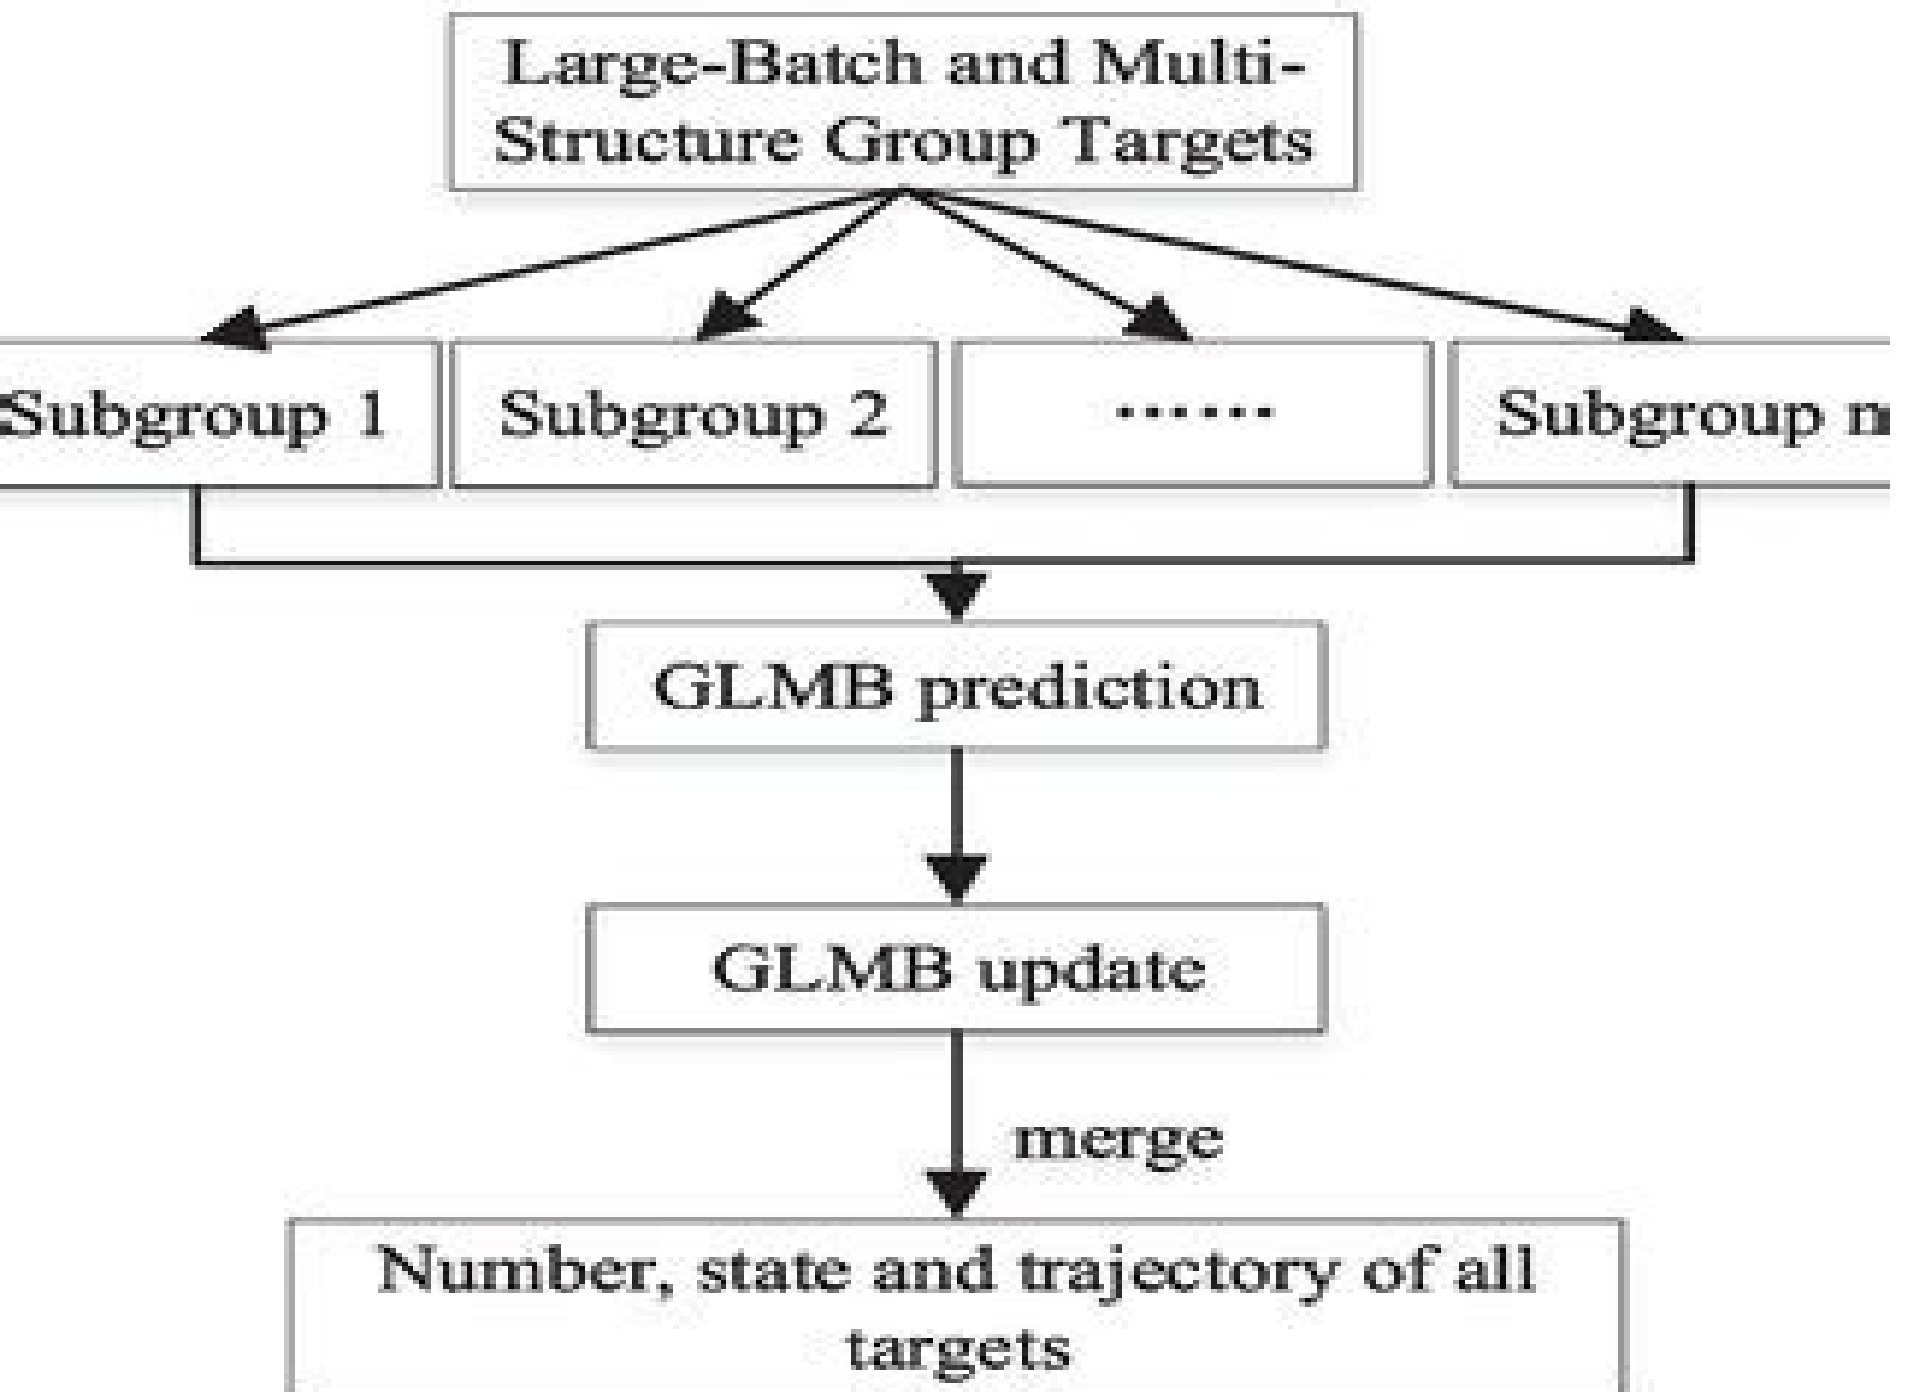 Large-Batch and Multi-
Structure Group Targets
Subgroup 1
Subgroup 2
......
Subgroup n
GLMB prediction
GLMB update
merge
Number, state and trajectory of all
targets